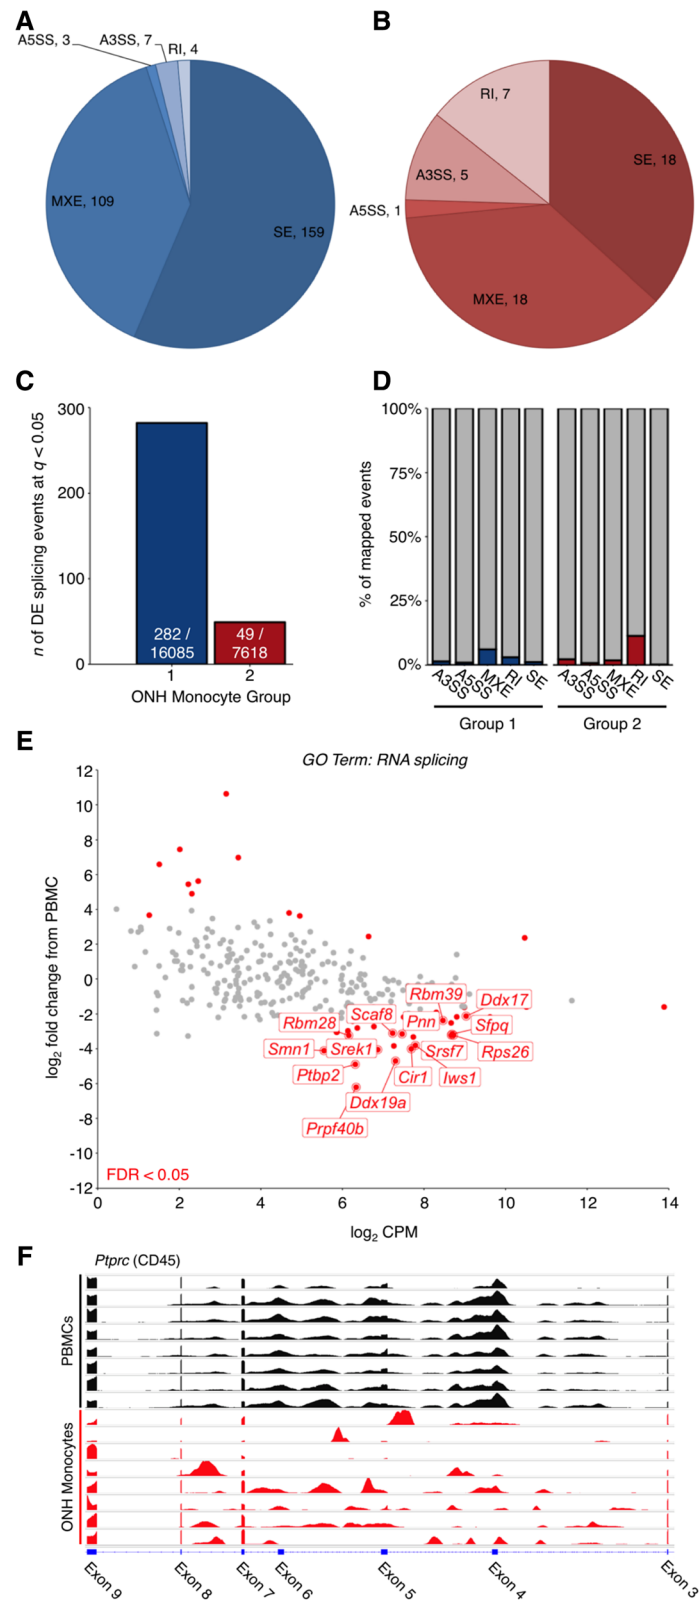 A
B
A5SS, 3
A3SS, 7
RI, 4
MXE, 109
SE, 159
RI, 7
SE, 18
A3SS, 5
A5SS, 1
MXE, 18
C
D
n of DE splicing events at q < 0.05
300
200
100
0
282 /
16085
49 /
7618
1
2
ONH Monocyte Group
% of mapped events
100%
75%
50%
25%
0%
A3SS
A5SS
MXE
RI
SE
A3SS
A5SS
MXE
RI
SE
Group 1
Group 2
E
GO Term: RNA splicing
log2 fold change from PBMC
12
10
8
6
4
2
0
-2
-4
-6
-8
-10
-12
Rbm39
Ddx17
Scaf8
Rbm28
Pnn
Sfpq
Smn1
Srek1
Srsf7
Rps26
Ptbp2
Cir1
Iws1
Ddx19a
Prpf40b
FDR < 0.05
0
2
4
6
8
10
12
14
log2 CPM
F
Ptprc (CD45)
PBMCs
ONH Monocytes
Exon 9
Exon 8
Exon 7
Exon 6
Exon 5
Exon 4
Exon 3